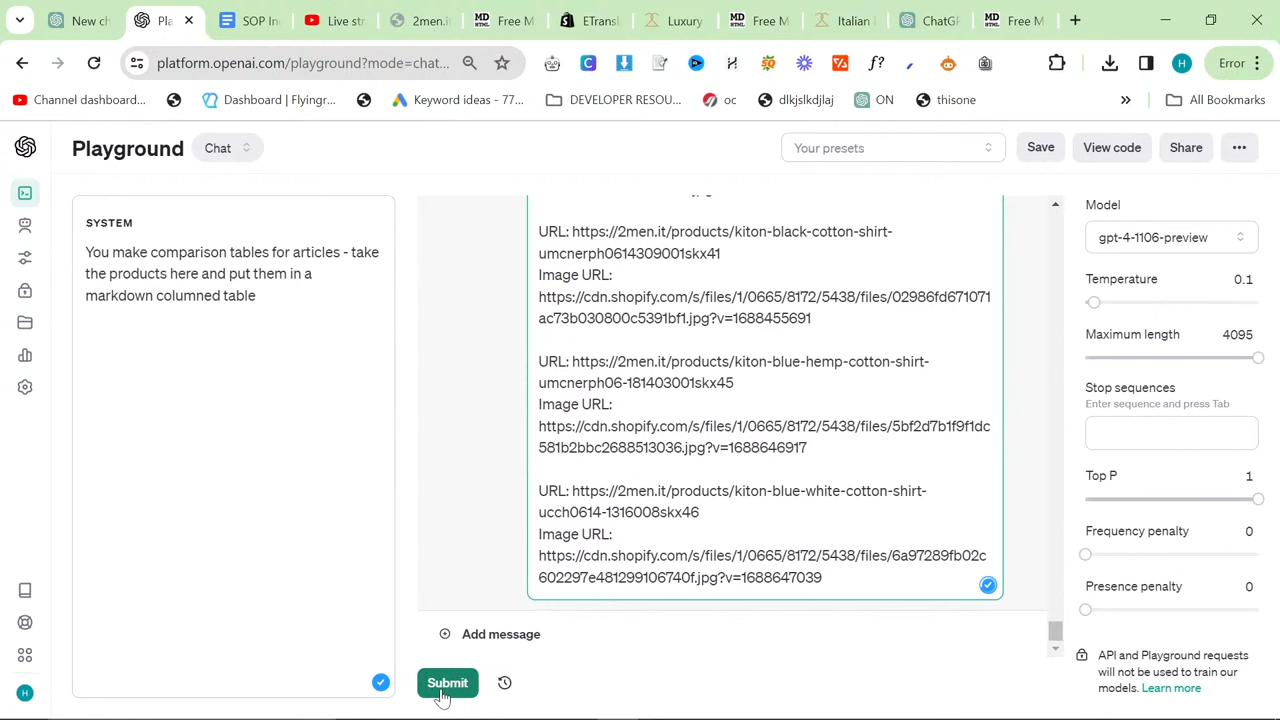 New ch
Pla
SOP In
Live str
2men.it
MD HTML
Free M
ETransl
Luxury
MD HTML
Free M
Italian L
ChatGP
MD HTML
Free M
platform.openai.com/playground?mode=chat...
H
Error
Channel dashboard...
Dashboard | Flyingr...
Keyword ideas - 77...
DEVELOPER RESOU...
oc
dlkjslkdjlaj
ON
thisone
All Bookmarks
Playground
Chat
Your presets
Save
View code
Share
SYSTEM
You make comparison tables for articles - take
the products here and put them in a
markdown columned table
URL: https://2men.it/products/kiton-black-cotton-shirt-
umcnerph0614309001skx41
Image URL:
https://cdn.shopify.com/s/files/1/0665/8172/5438/files/02986fd671071
ac73b030800c5391bf1.jpg?v=1688455691
URL: https://2men.it/products/kiton-blue-hemp-cotton-shirt-
umcnerph06-181403001skx45
Image URL:
https://cdn.shopify.com/s/files/1/0665/8172/5438/files/5bf2d7b1f9f1dc
581b2bbc2688513036.jpg?v=1688646917
URL: https://2men.it/products/kiton-blue-white-cotton-shirt-
ucch0614-1316008skx46
Image URL:
https://cdn.shopify.com/s/files/1/0665/8172/5438/files/6a97289fb02c
602297e481299106740f.jpg?v=1688647039
Add message
Submit
Model
gpt-4-1106-preview
Temperature 0.1
Maximum length 4095
Stop sequences
Enter sequence and press Tab
Top P 1
Frequency penalty 0
Presence penalty 0
API and Playground requests
will not be used to train our
models. Learn more
H